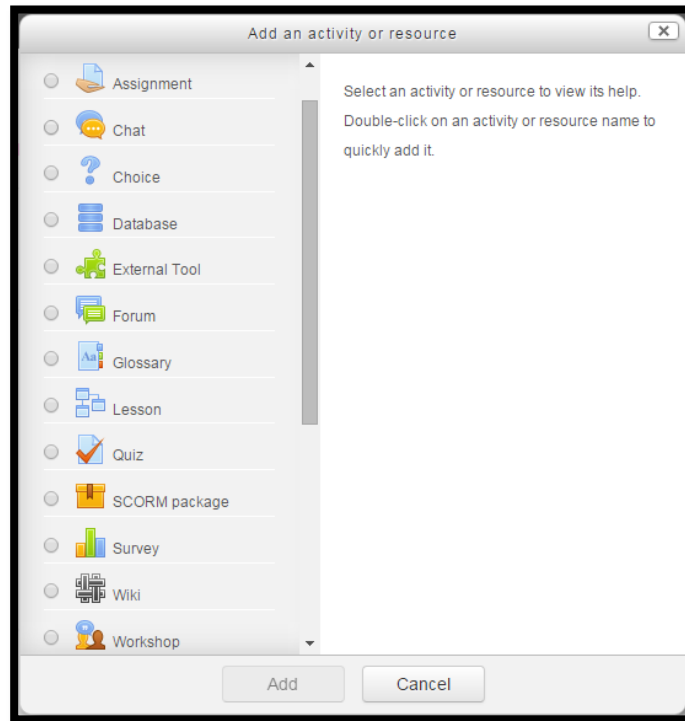 Add an activity or resource
Assignment
Chat
Choice
Database
External Tool
Forum
Glossary
Lesson
Quiz
SCORM package
Survey
Wiki
Workshop
Select an activity or resource to view its help.
Double-click on an activity or resource name to
quickly add it.
Add
Cancel